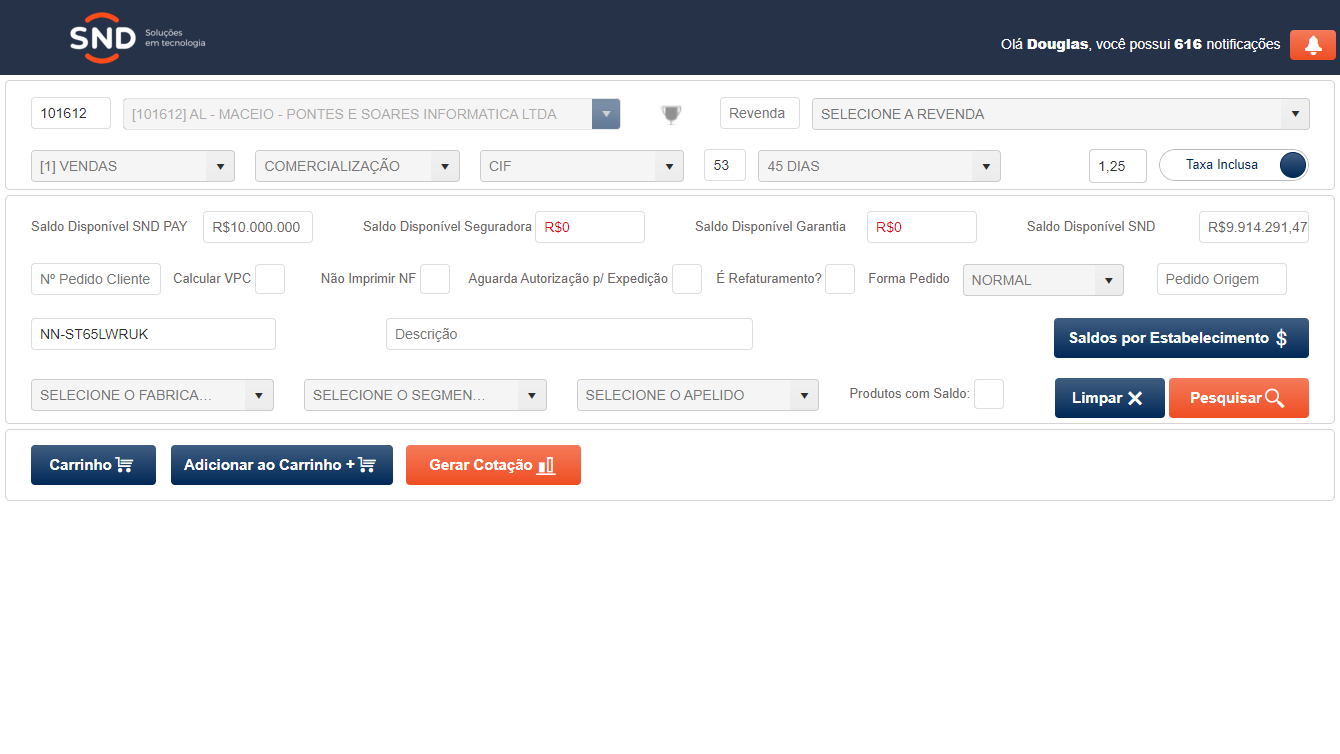 SND Soluções em tecnologia
Olá Douglas, você possui 616 notificações
101612 [101612] AL - MACEIO - PONTES E SOARES INFORMATICA LTDA Revenda SELECIONE A REVENDA
[1] VENDAS COMERCIALIZAÇÃO CIF 53 45 DIAS 1,25 Taxa Inclusa
Saldo Disponível SND PAY R$10.000.000 Saldo Disponível Seguradora R$0 Saldo Disponível Garantia R$0 Saldo Disponível SND R$9.914.291,47
Nº Pedido Cliente Calcular VPC Não Imprimir NF Aguarda Autorização p/ Expedição É Refaturamento? Forma Pedido NORMAL Pedido Origem
NN-ST65LWRUK Descrição Saldos por Estabelecimento $
SELECIONE O FABRICA... SELECIONE O SEGMEN... SELECIONE O APELIDO Produtos com Saldo: Limpar Pesquisar
Carrinho Adicionar ao Carrinho + Gerar Cotação